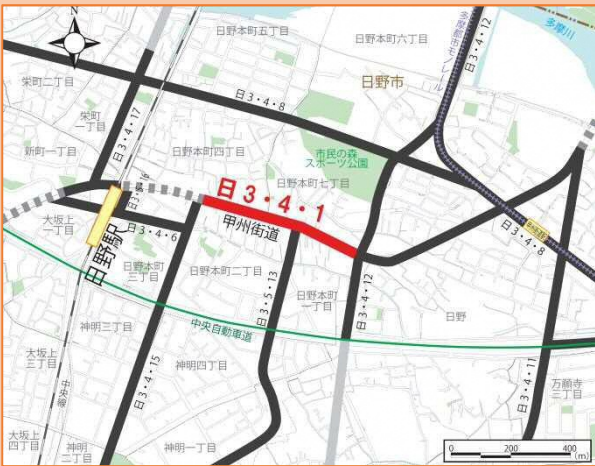 N
日野本町五丁目
日野本町六丁目
日3・4・12
多摩都市モノレール
多摩川
栄町二丁目
日野市
日3・4・8
栄町
一丁目
日3・4・17
新町一丁目
日野本町四丁目
市民の森
スポーツ公園
日野本町七丁目
日3・4・1
甲州街道
大坂上
一丁目
日3・4・6
日野駅
日野本町
三丁目
日野本町二丁目
日3・5・13
日野本町
一丁目
日3・4・12
日3・4・8
日野
神明三丁目
中央自動車道
大坂上
三丁目
中央線
日3・4・15
神明四丁目
日3・4・11
万願寺
三丁目
大坂上
四丁目
神明
二丁目
神明一丁目
0 200 400
(m)